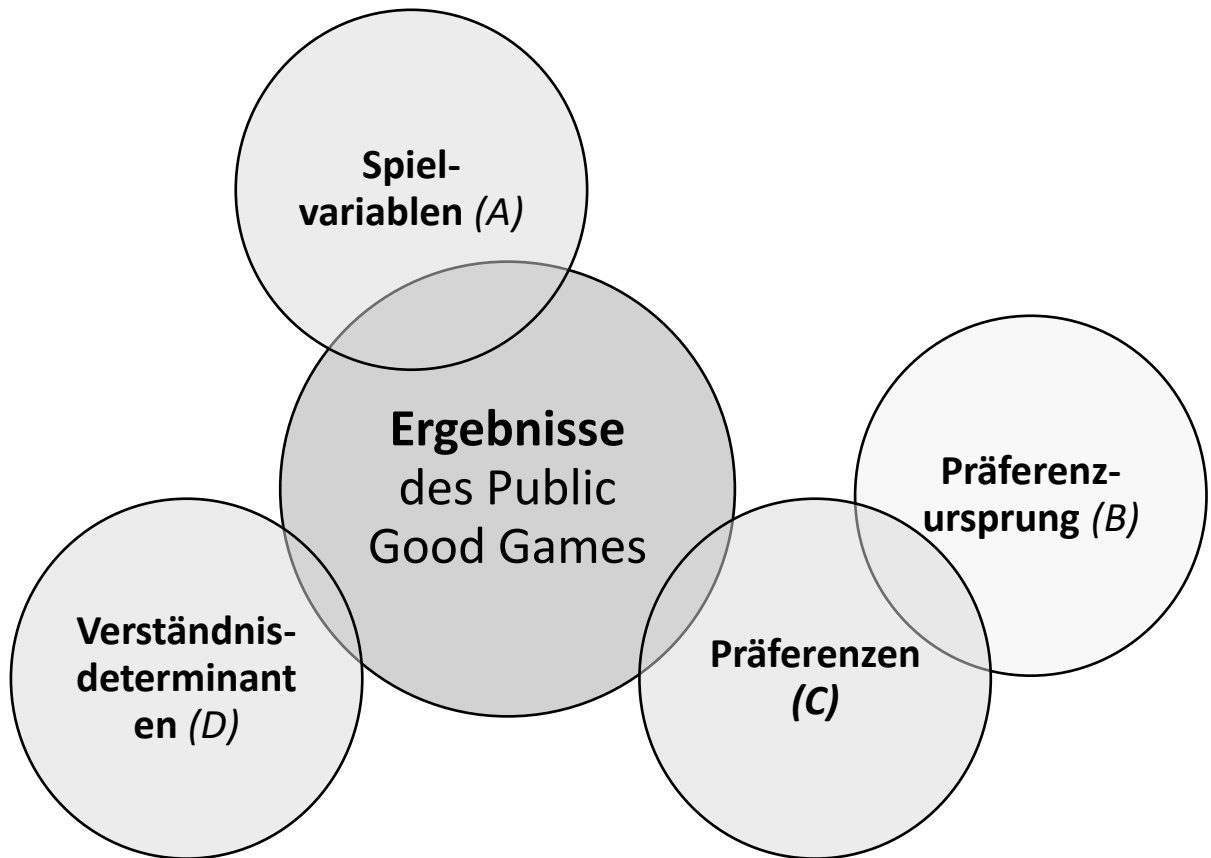 Spiel-
variablen (A)
Ergebnisse
des Public
Good Games
Präferenz-
ursprung (B)
Verständnis-
determinant
en (D)
Präferenzen
(C)